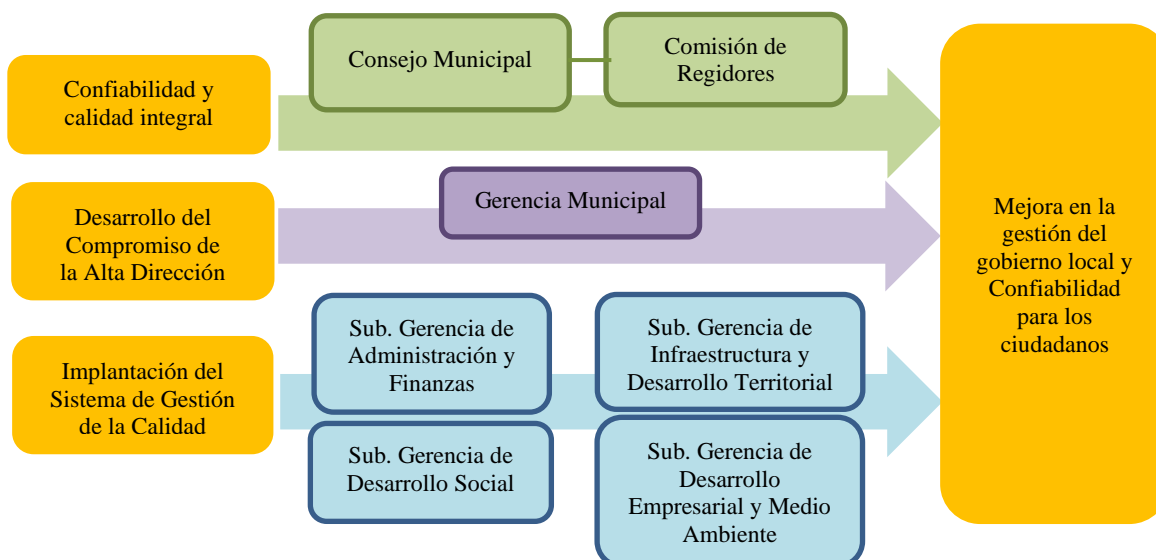 Confiabilidad y
calidad integral
Consejo Municipal
Comisión de
Regidores
Desarrollo del
Compromiso de
la Alta Dirección
Gerencia Municipal
Implantación del
Sistema de Gestión
de la Calidad
Sub. Gerencia de
Administración y
Finanzas
Sub. Gerencia de
Infraestructura y
Desarrollo Territorial
Sub. Gerencia de
Desarrollo Social
Sub. Gerencia de
Desarrollo
Empresarial y Medio
Ambiente
Mejora en la
gestión del
gobierno local y
Confiabilidad
para los
ciudadanos